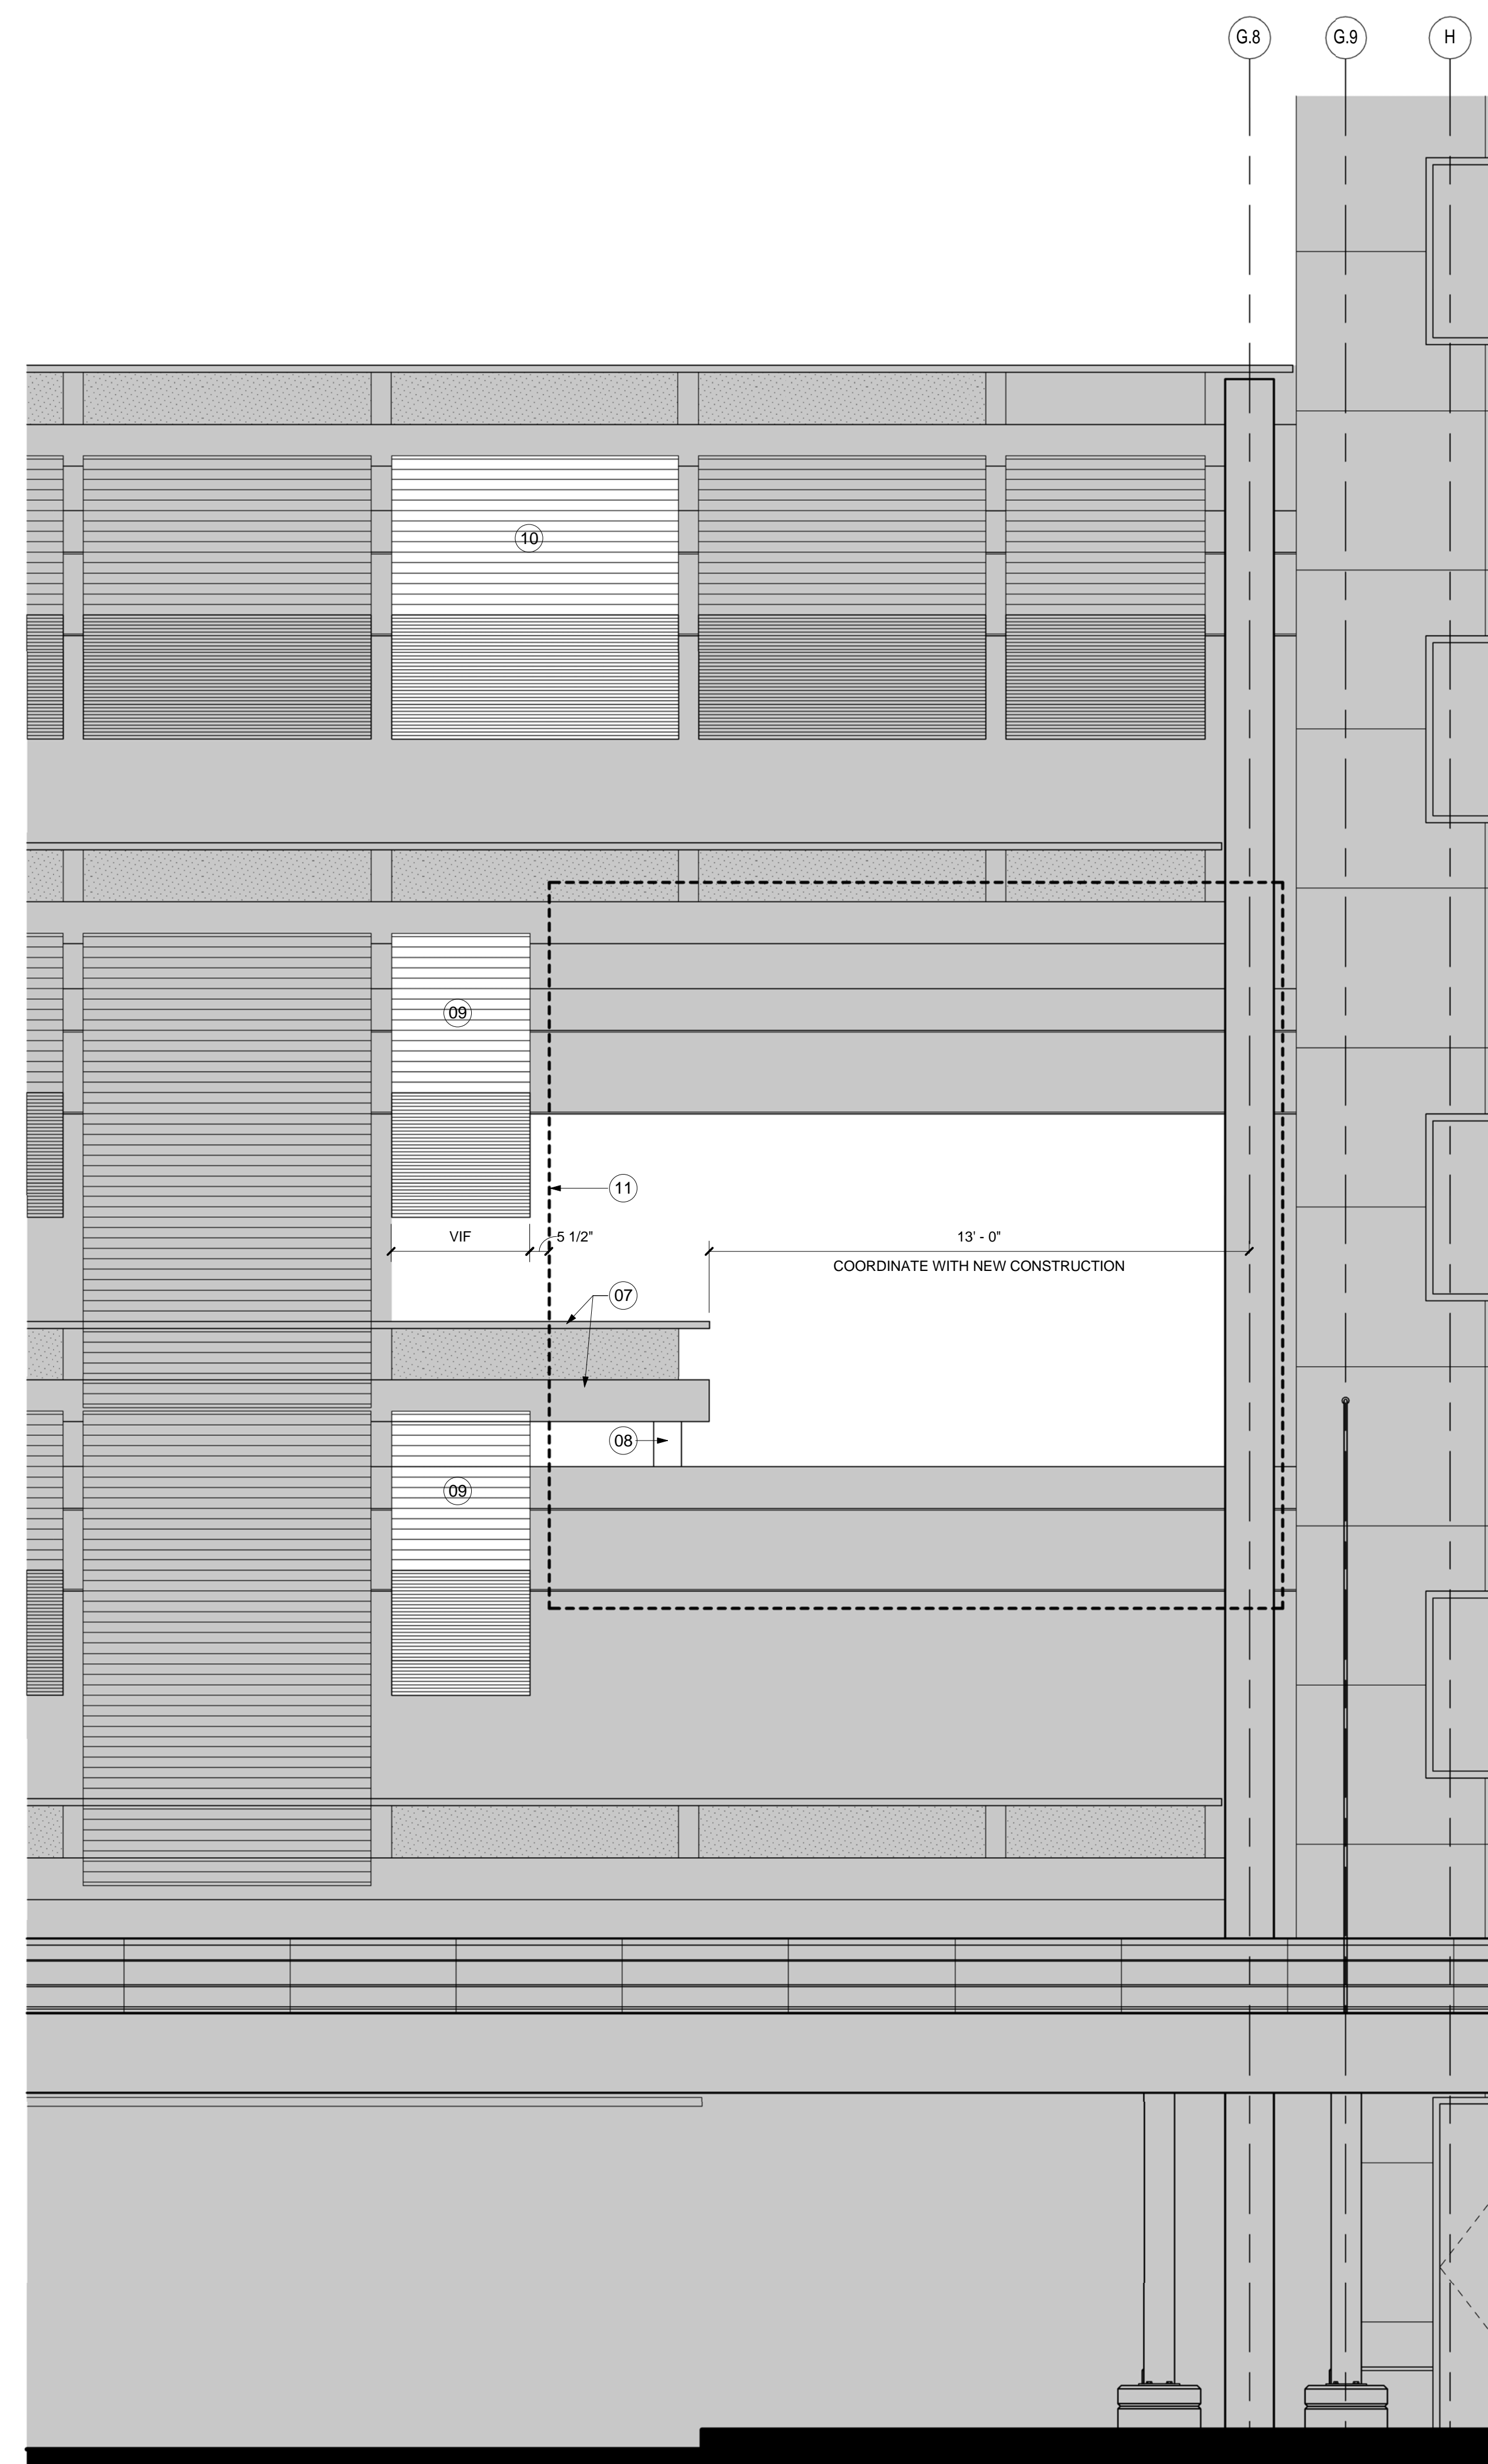 G.8 G.9 H
10
09
11
VIF 5 1/2" 13' - 0"
COORDINATE WITH NEW CONSTRUCTION
07
08
09